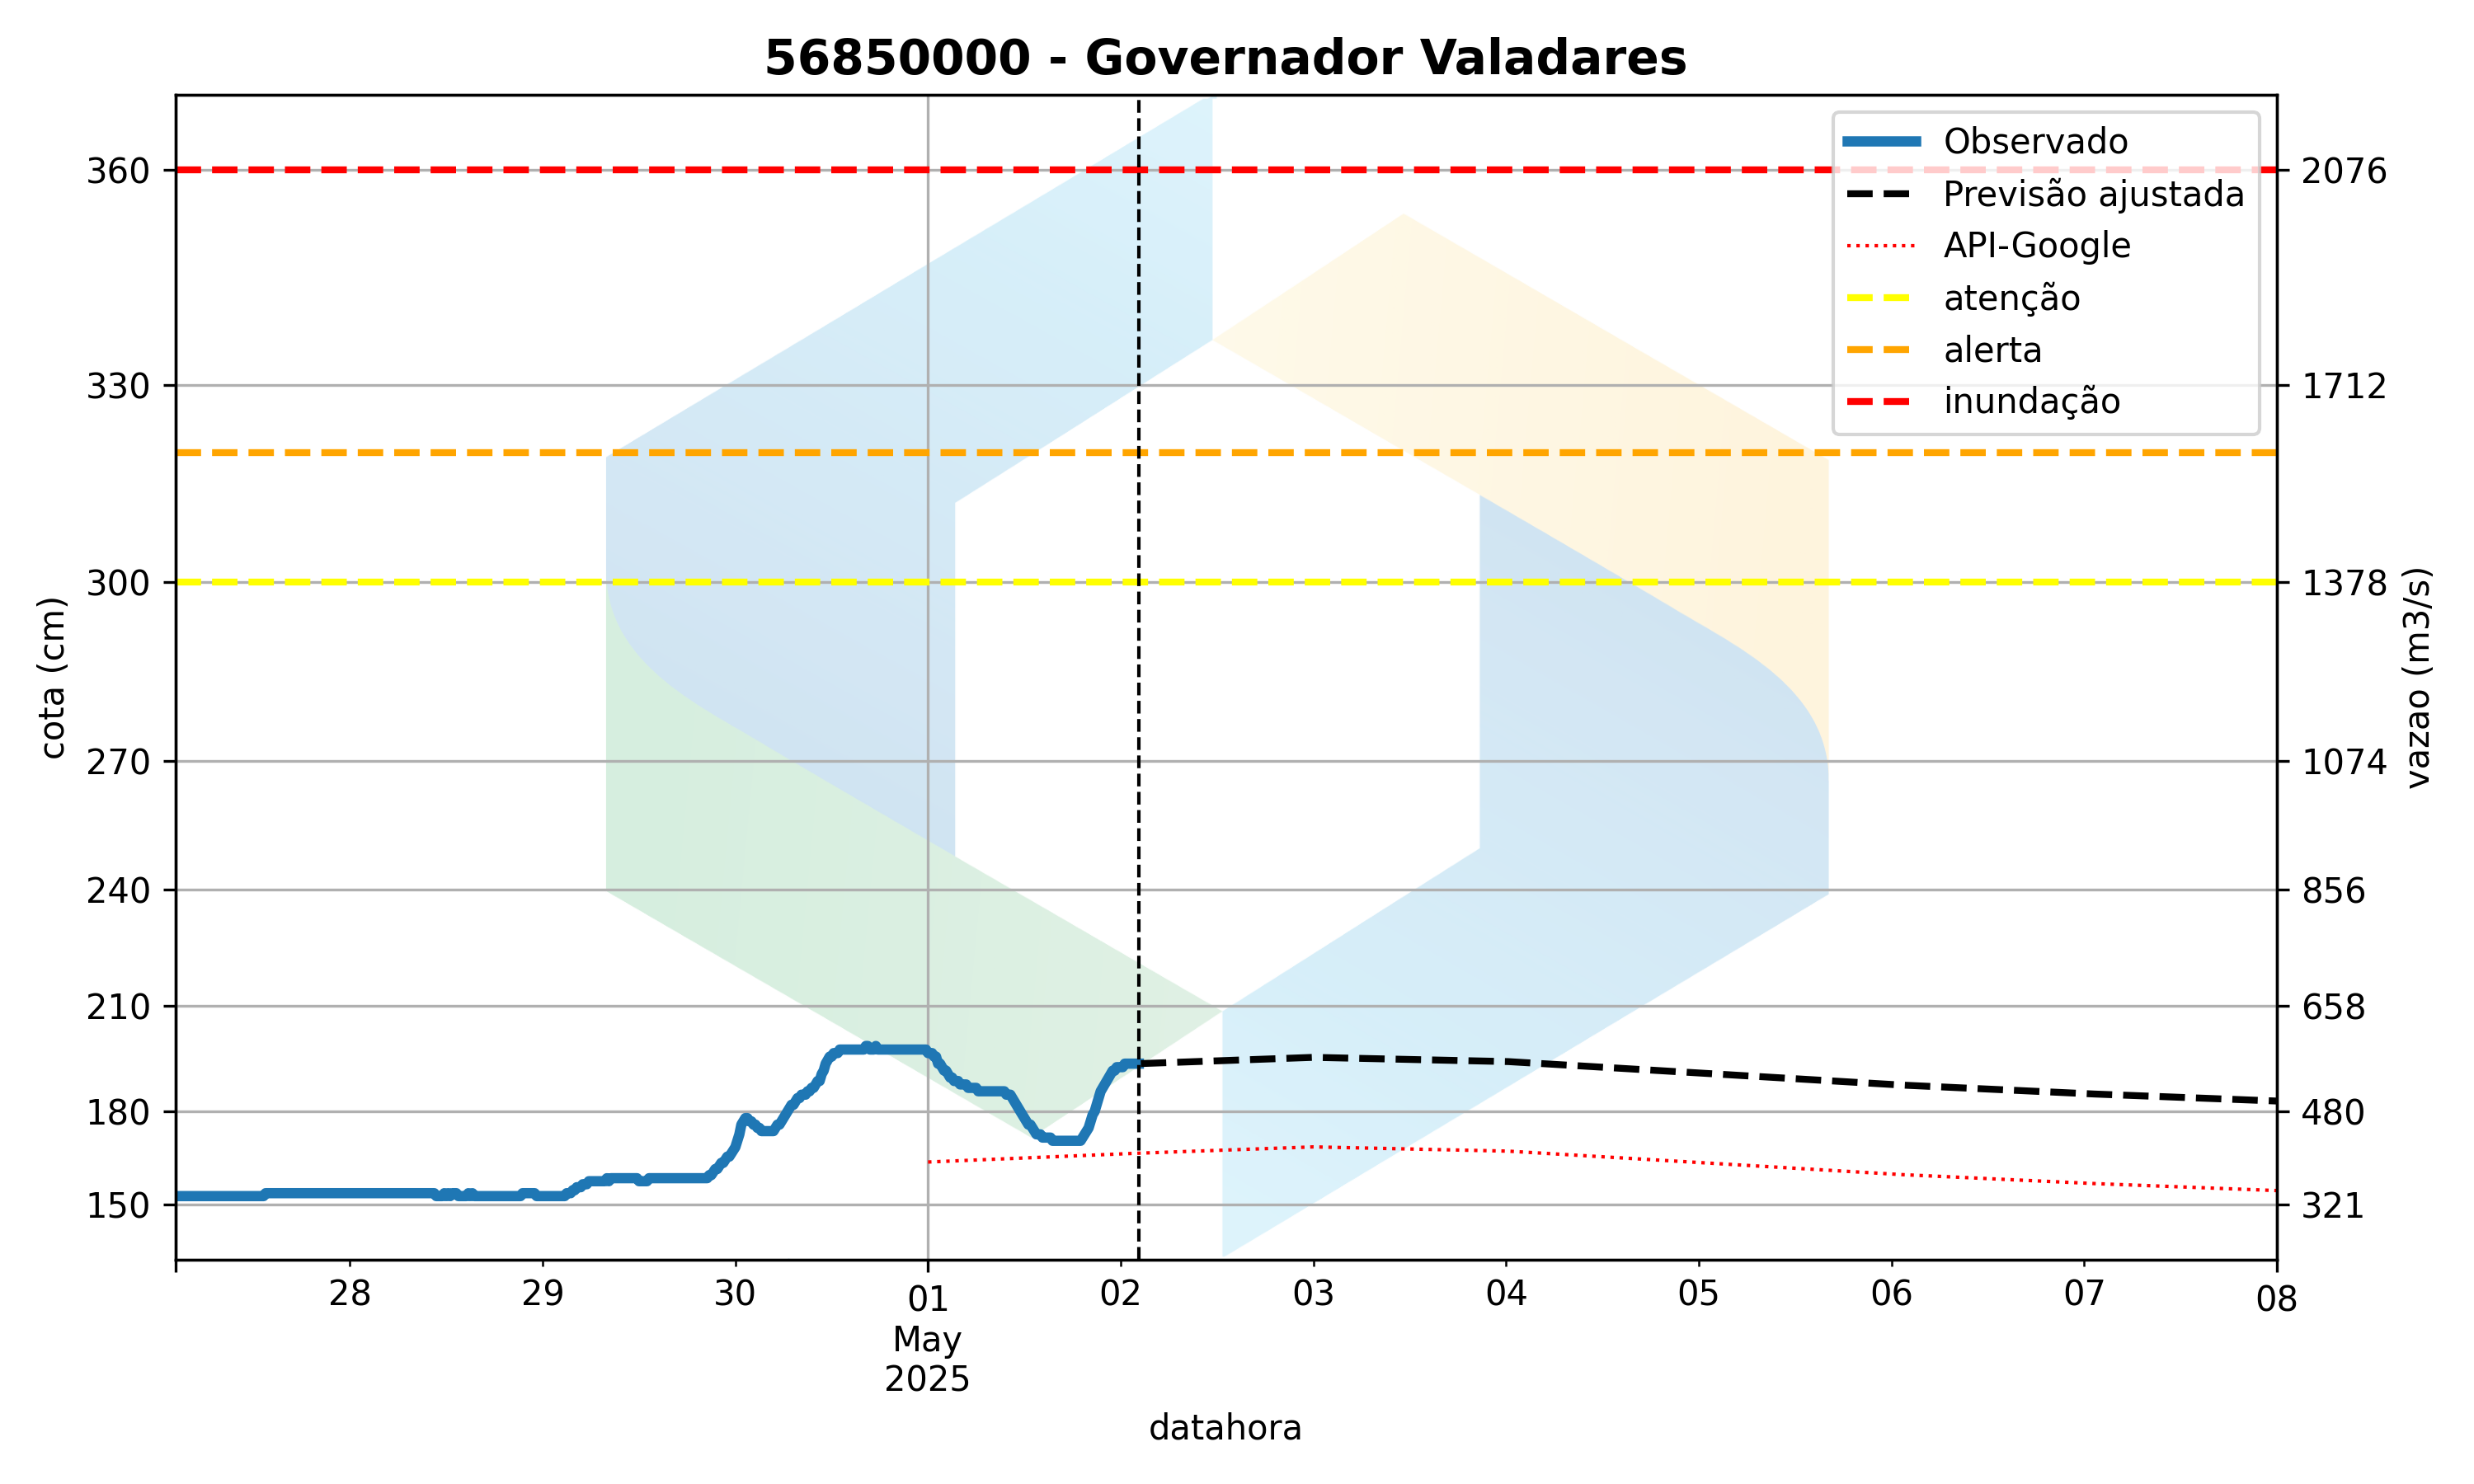 56850000 - Governador Valadares
Observado
Previsão ajustada
API-Google
atenção
alerta
inundação
cota (cm)
360
330
300
270
240
210
180
150
2076
1712
1378
1074
856
658
480
321
vazao (m3/s)
28
29
30
01
May
2025
02
03
04
05
06
07
08
datahora